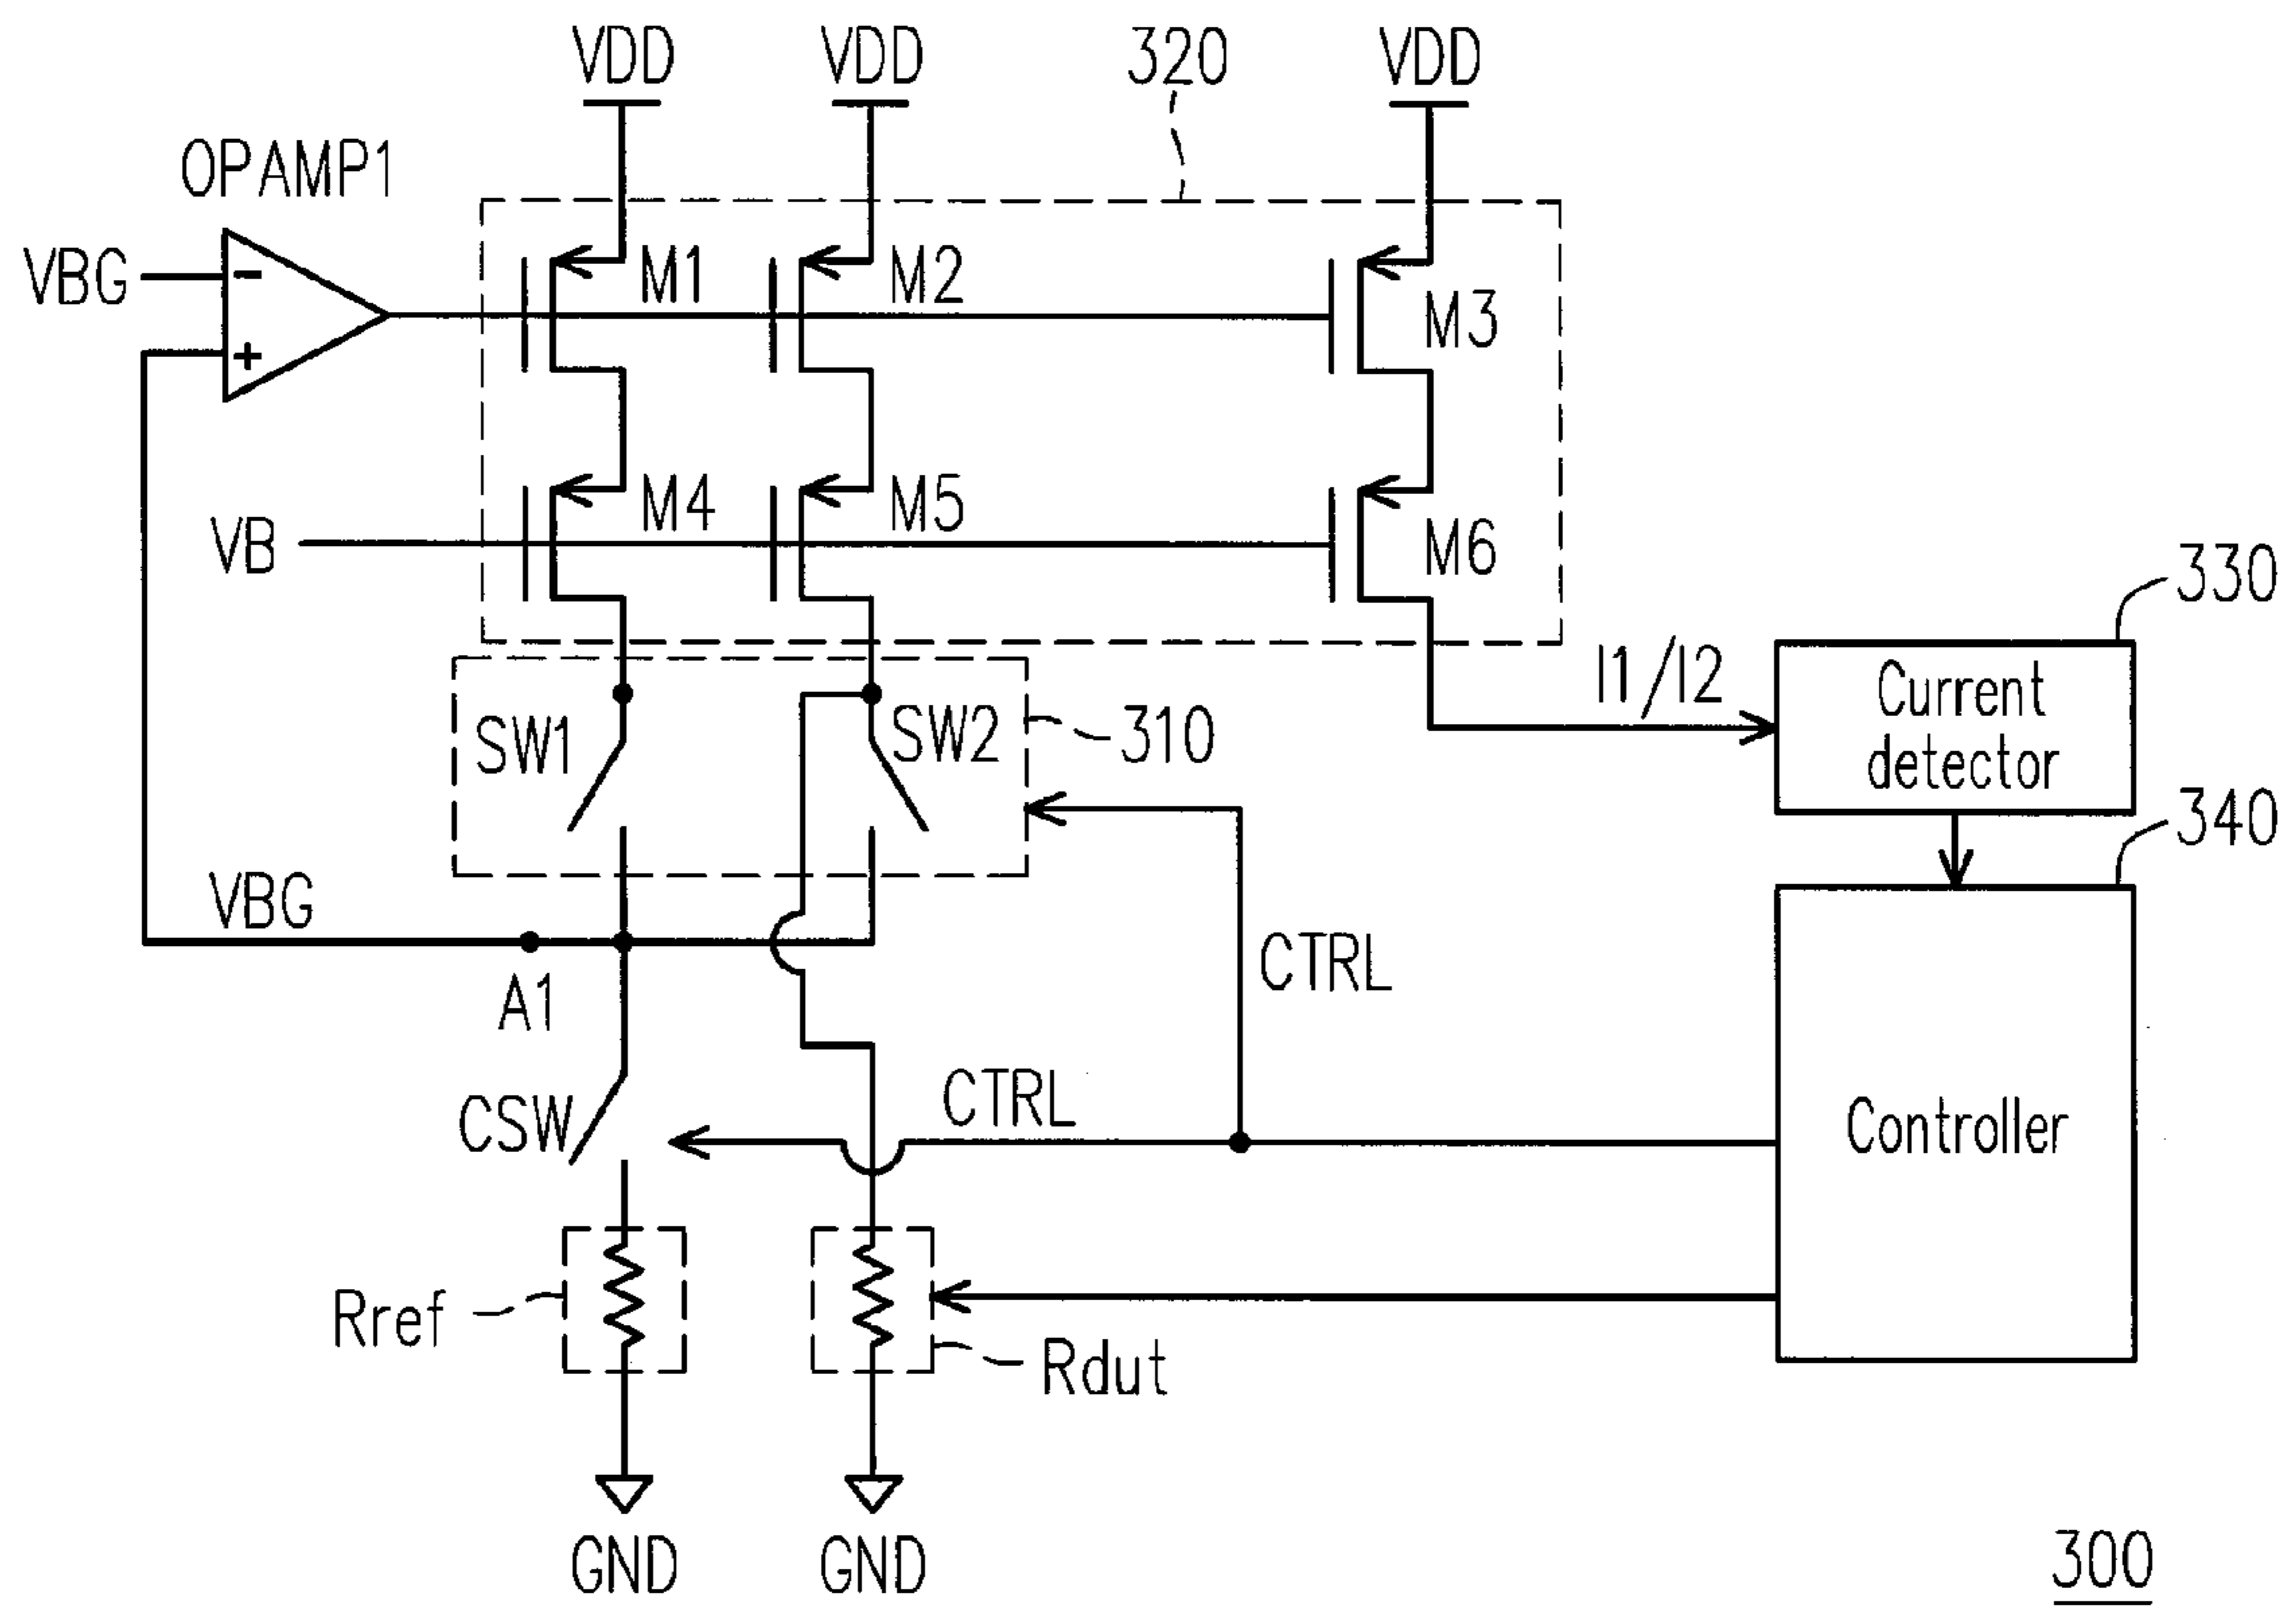 VDD VDD 320 VDD
OPAMP1
VBG - M1 M2 M3
+
VB M4 M5 M6
330
I1/I2
Current
detector
SW1 SW2 310
340
VBG
A1
CTRL
CSW CTRL
Controller
Rref
Rdut
GND GND
300